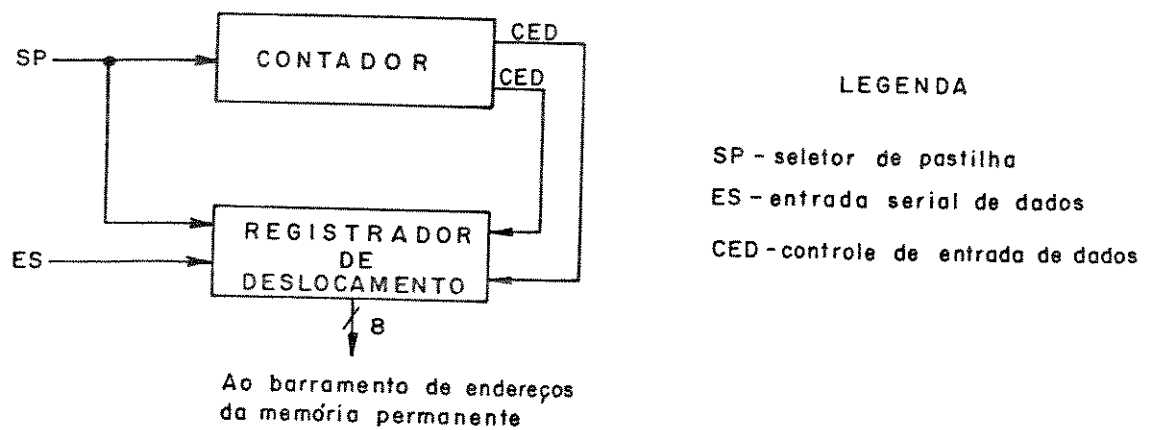 SP
CONTADOR
CED
CED
ES
REGISTRADOR
DE
DESLOCAMENTO
8
Ao barramento de endereços
da memória permanente
LEGENDA
SP - seletor de pastilha
ES - entrada serial de dados
CED - controle de entrada de dados